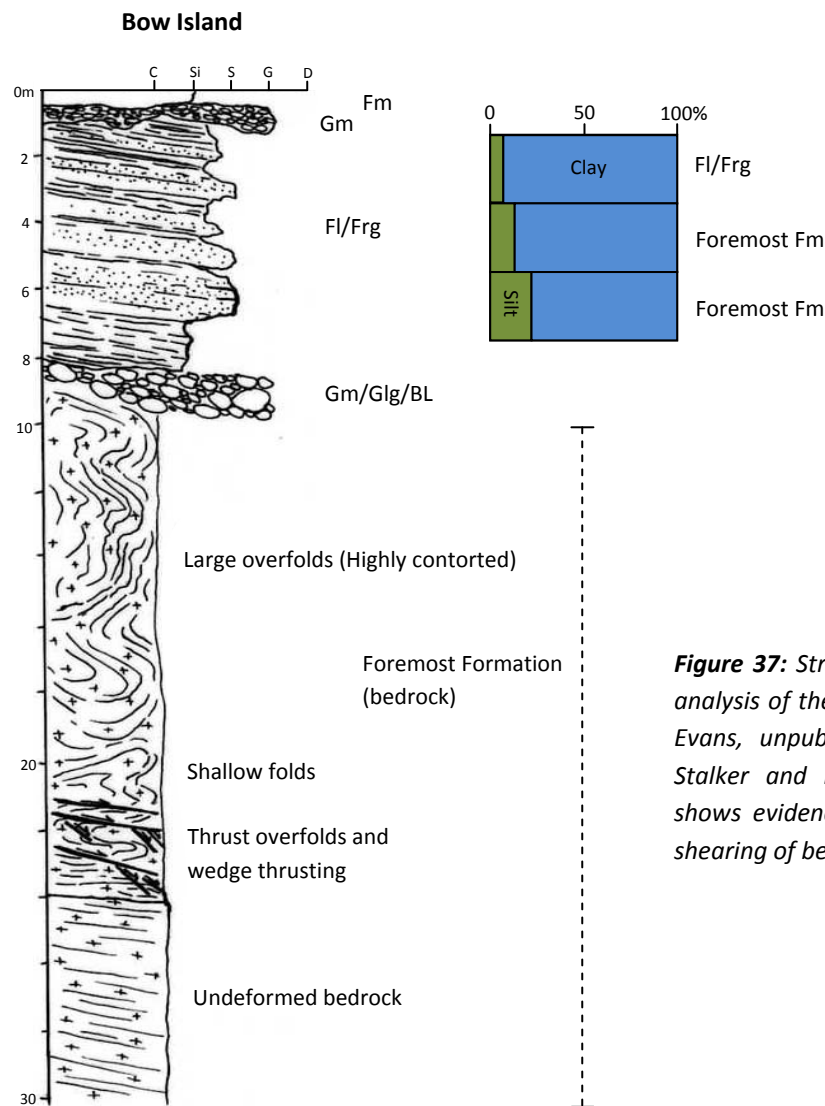 Bow Island
C Si S G D
0m
Fm
Gm
2
4
Fl/Frg
6
8
Gm/Glg/BL
10
Large overfolds (Highly contorted)
Foremost Formation
(bedrock)
20
Shallow folds
Thrust overfolds and
wedge thrusting
Undeformed bedrock
30
0 50 100%
Clay
Fl/Frg
Foremost Fm
Silt
Foremost Fm
Figure 37: Str
analysis of the
Evans, unpub
Stalker and
shows eviden
shearing of be